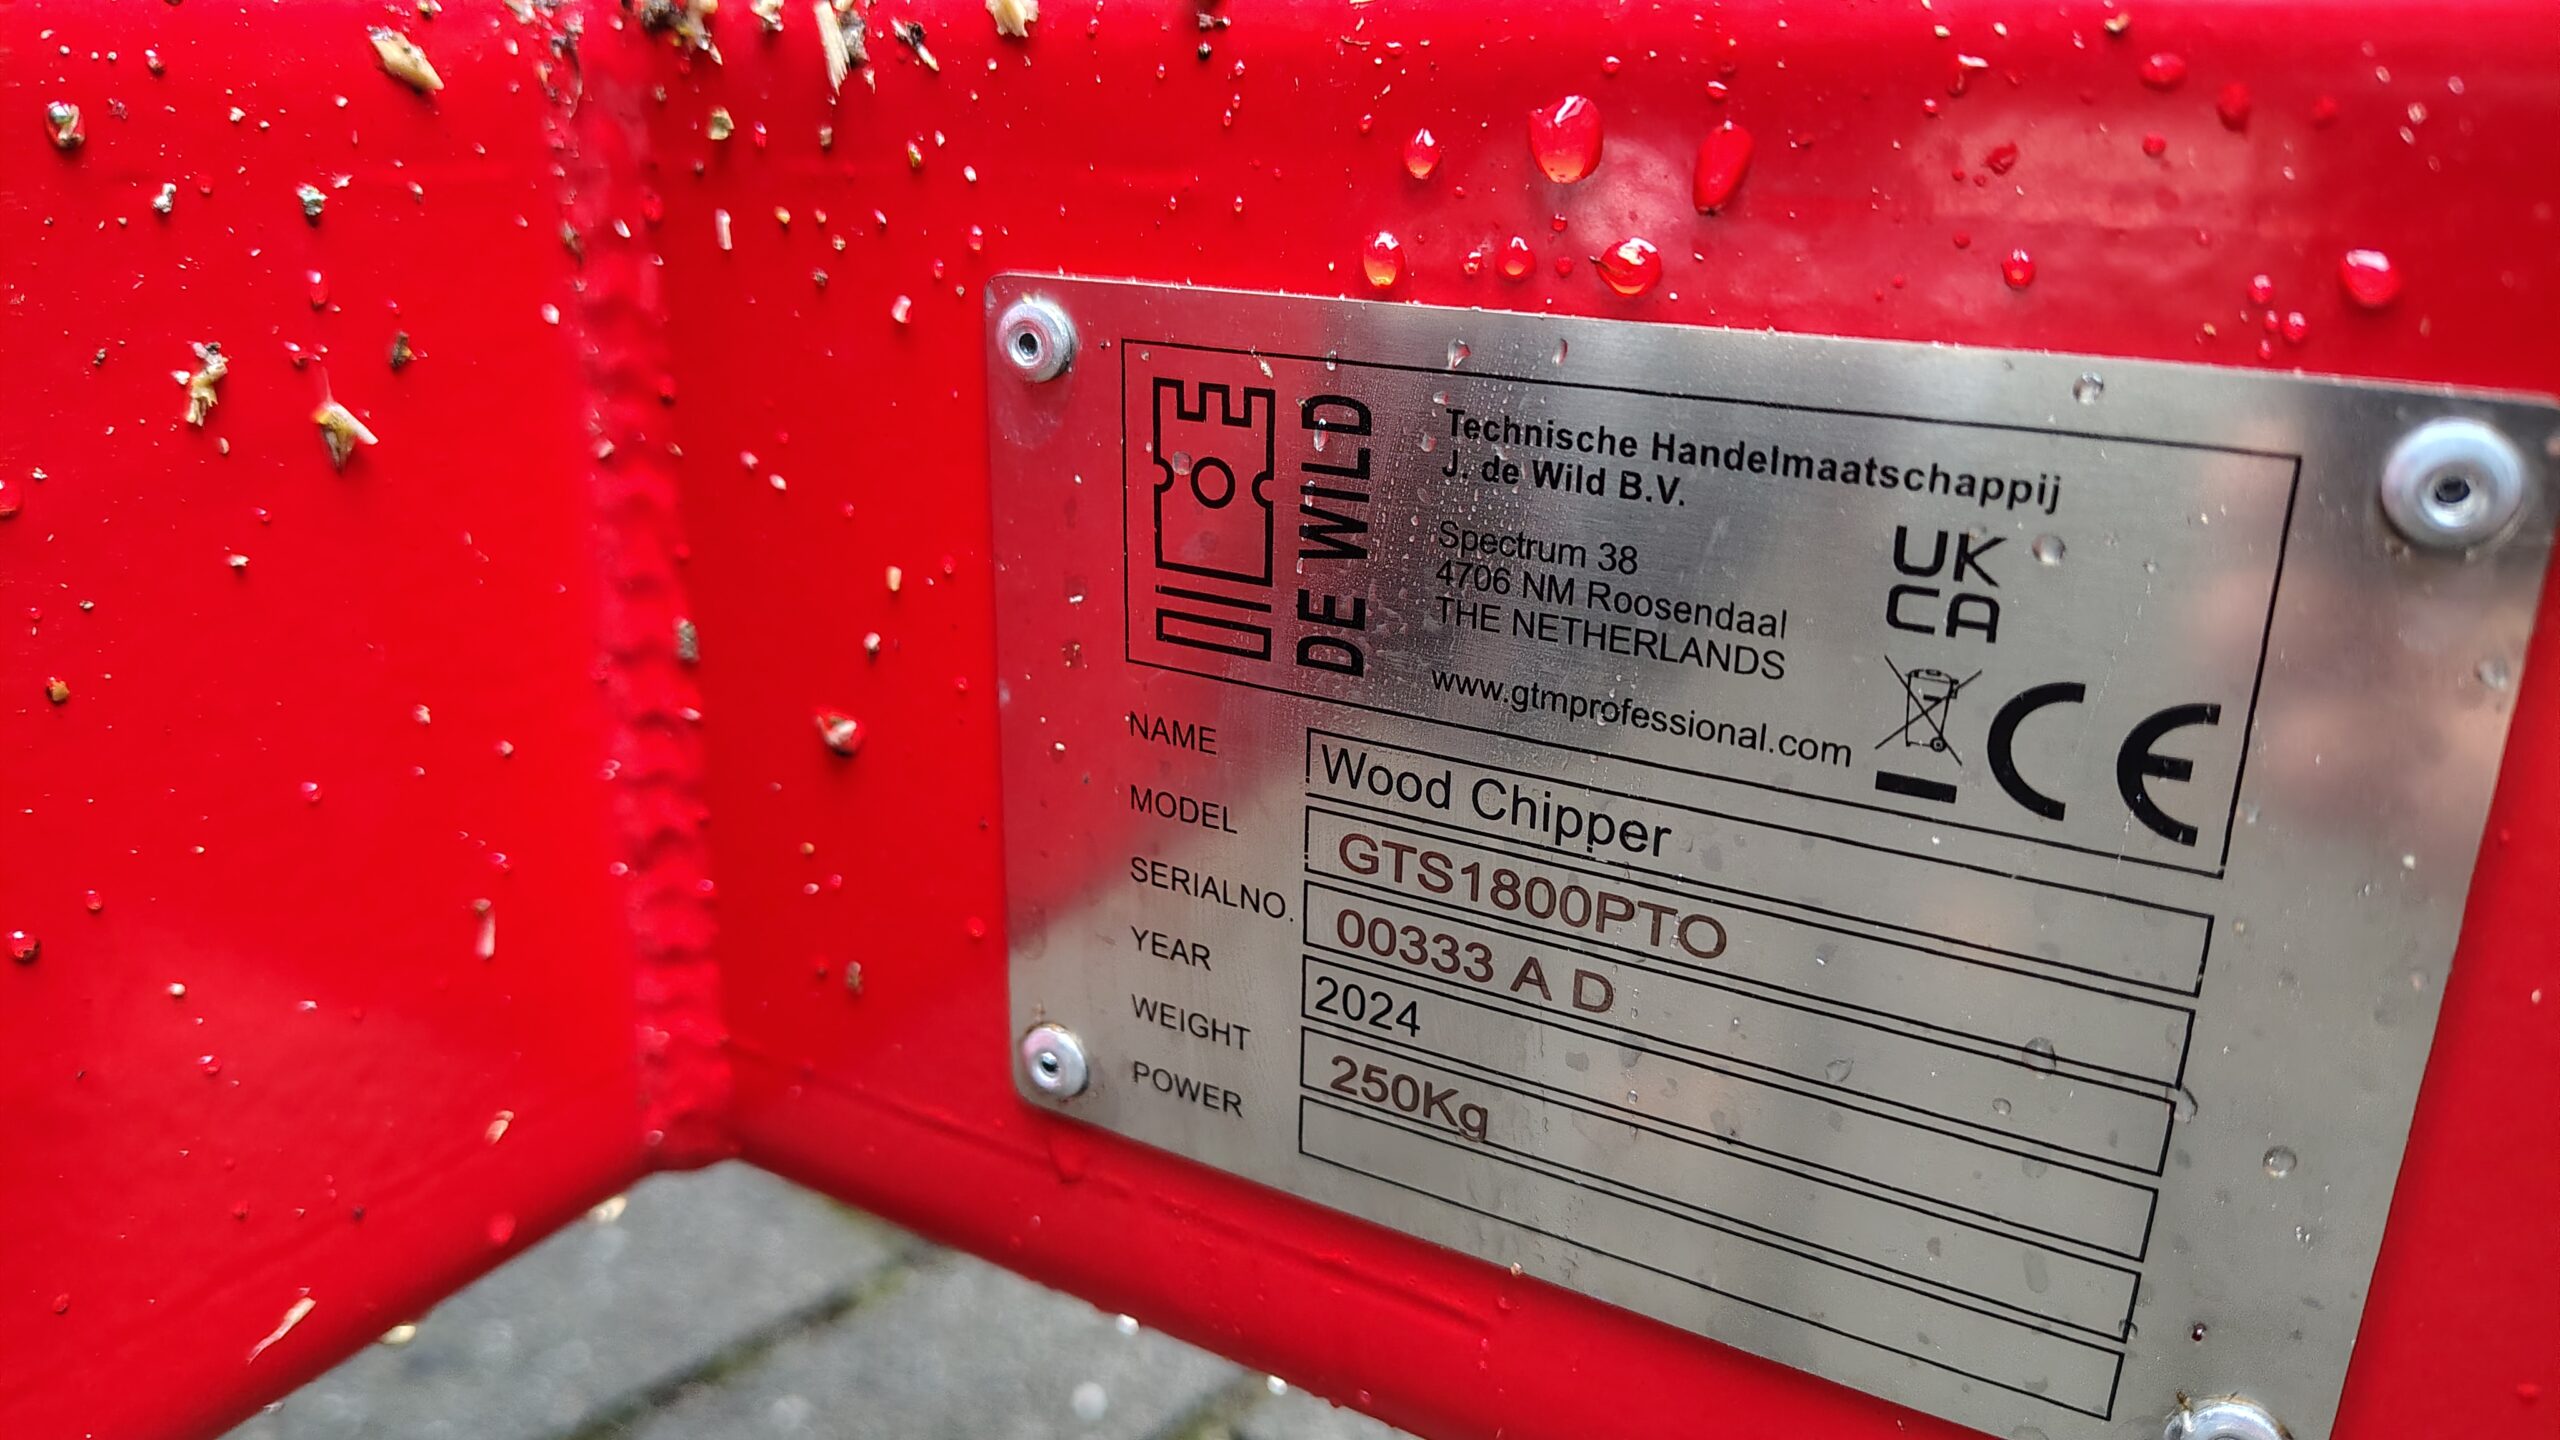 DE WILD
Technische Handelmaatschappij
J. de Wild B.V.
Spectrum 38
4706 NM Roosendaal
THE NETHERLANDS
www.gtmprofessional.com
UK
CA
CE
NAME Wood Chipper
MODEL GTS1800PTO
SERIALNO. 00333 A D
YEAR 2024
WEIGHT 250Kg
POWER